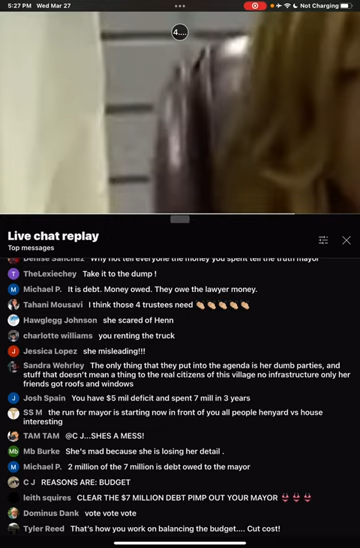 5:27 PM Wed Mar 27
Not Charging
4....
Live chat replay
Top messages
Denise Sanchez Why not tell everyone the money you spent tell the truth mayor
T TheLexiechey Take it to the dump !
M Michael P. It is debt. Money owed. They owe the lawyer money.
Tahani Mousavi I think those 4 trustees need 👏🏼👏🏼👏🏼👏🏼👏🏼
Hawglegg Johnson she scared of Henn
charlotte williams you renting the truck
J Jessica Lopez she misleading!!!
Sandra Wehrley The only thing that they put into the agenda is her dumb parties, and
stuff that doesn't mean a thing to the real citizens of this village no infrastructure only her
friends got roofs and windows
J Josh Spain You have $5 mil deficit and spent 7 mill in 3 years
SS M the run for mayor is starting now in front of you all people henyard vs house
interesting
TAM TAM @C J...SHES A MESS!
Mb Mb Burke She's mad because she is losing her detail .
M Michael P. 2 million of the 7 million is debt owed to the mayor
C J REASONS ARE: BUDGET
leith squires CLEAR THE $7 MILLION DEBT PIMP OUT YOUR MAYOR 👙👙👙
Dominus Dank vote vote vote
Tyler Reed That's how you work on balancing the budget.... Cut cost!